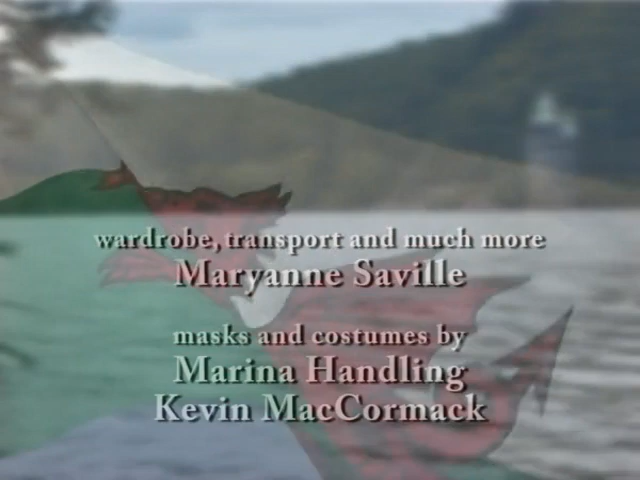 wardrobe, transport and much more
Maryanne Saville
masks and costumes by
Marina Handling
Kevin MacCormack